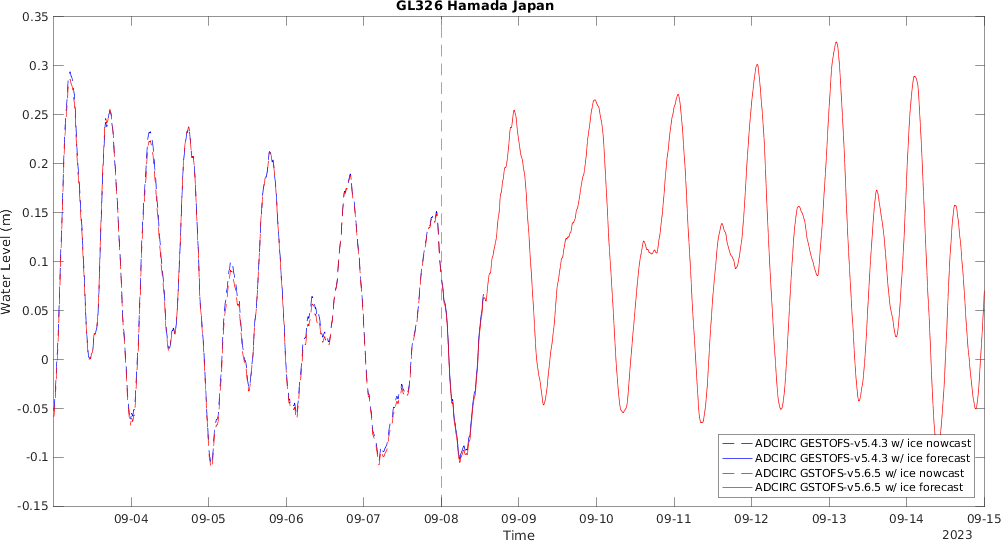 GL326 Hamada Japan
0.35
0.3
0.25
0.2
0.15
0.1
0.05
0
-0.05
-0.1
-0.15
Water Level (m)
ADCIRC GESTOFS-v5.4.3 w/ ice nowcast
ADCIRC GESTOFS-v5.4.3 w/ ice forecast
ADCIRC GSTOFS-v5.6.5 w/ ice nowcast
ADCIRC GSTOFS-v5.6.5 w/ ice forecast
09-04 09-05 09-06 09-07 09-08 09-09 09-10 09-11 09-12 09-13 09-14 09-15
Time
2023